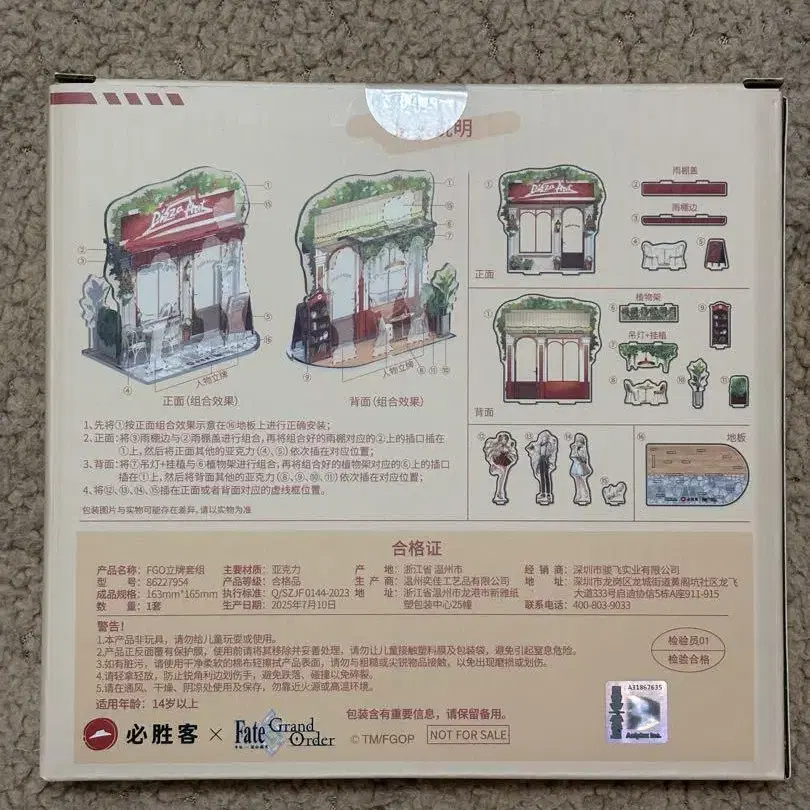 说明
Pizza Hut
①
⑮
②
③
⑤
⑯
④
人物立牌
正面(组合效果)
Pizza Hut
①
⑮
⑥
⑦
⑨
人物立牌
⑧
⑪
⑩
背面(组合效果)
①
Pizza Hut
正面
雨棚盖
②
雨棚边
③
④
⑤
背面
植物架
⑥
⑨
吊灯+挂植
⑦
⑧
⑩
⑪
⑫
⑬
⑭
⑮
⑯
地板
1、先将①按正面组合效果示意在⑯地板上进行正确安装;
2、正面:将③雨棚边与②雨棚盖进行组合,再将组合好的雨棚对应的②上的插口插在
①上,然后将正面其他的亚克力(④、⑤)依次插在对应位置;
3、背面:将⑦吊灯+挂植与⑥植物架进行组合,再将组合好的植物架对应的⑥上的插口
插在①上,然后将背面其他的亚克力(⑧、⑨、⑩、⑪)依次插在对应位置;
4、将⑫、⑬、⑭、⑮插在正面或者背面对应的虚线框位置。
包装图片与实物可能存在差异,请以实物为准
合格证
产品名称:FGO立牌套组
型 号:86227954
成品规格:163mm*165mm
数 量:1套
主要材质:亚克力
产品等级:合格品
执行标准:Q/SZJF 0144-2023
生产日期:2025年7月10日
产 地:浙江省 温州市
生 产 商:温州奕佳工艺品有限公司
地 址:浙江省温州市龙港市新雅纸
塑包装中心25幢
经 销 商:深圳市骏飞实业有限公司
地 址:深圳市龙岗区龙城街道黄阁坑社区龙飞
大道333号启迪协信5栋A座911-915
联系电话:400-803-9033
警告!
1.本产品非玩具,请勿给儿童玩耍或使用。
2.产品正反面覆有保护膜,使用前请将其移除并妥善处理,请勿让儿童接触塑料膜及包装袋,避免引起窒息危险。
3.如有脏污,请使用干净柔软的棉布轻擦拭产品表面,请勿与粗糙或尖锐物品接触,以免出现磨损或划伤。
4.请轻拿轻放,防止锐角利边划伤手,避免跌落、碰撞以免碎裂。
5.请在通风、干燥、阴凉处使用及保存,勿靠近火源或高温环境。
适用年龄:14岁以上
检验员01
检验合格
包装含有重要信息,请保留备用。
必胜客 × Fate Grand Order
©TM/FGOP
NOT FOR SALE
A31867635
Aniplex Inc.